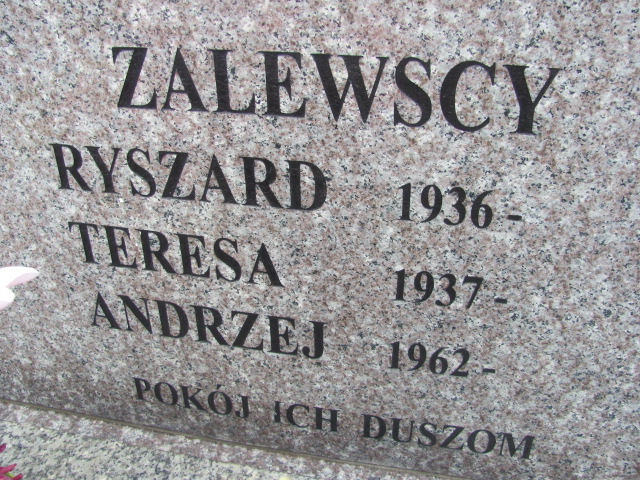 ZALEWSCY
RYSZARD 1936 -
TERESA 1937 -
ANDRZEJ 1962 -
POKÓJ ICH DUSZOM